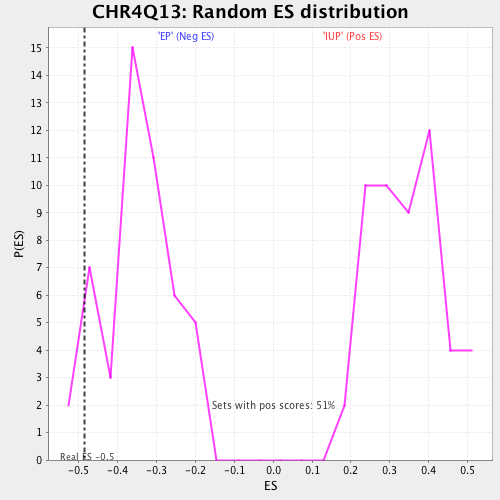 CHR4Q13: Random ES distribution
'EP' (Neg ES) 'IUP' (Pos ES)
15
14
13
12
11
10
9
8
7
6
5
4
3
2
1
0
P(ES)
Sets with pos scores: 51%
Real ES -0.5
-0.5 -0.4 -0.3 -0.2 -0.1 0.0 0.1 0.2 0.3 0.4 0.5
ES